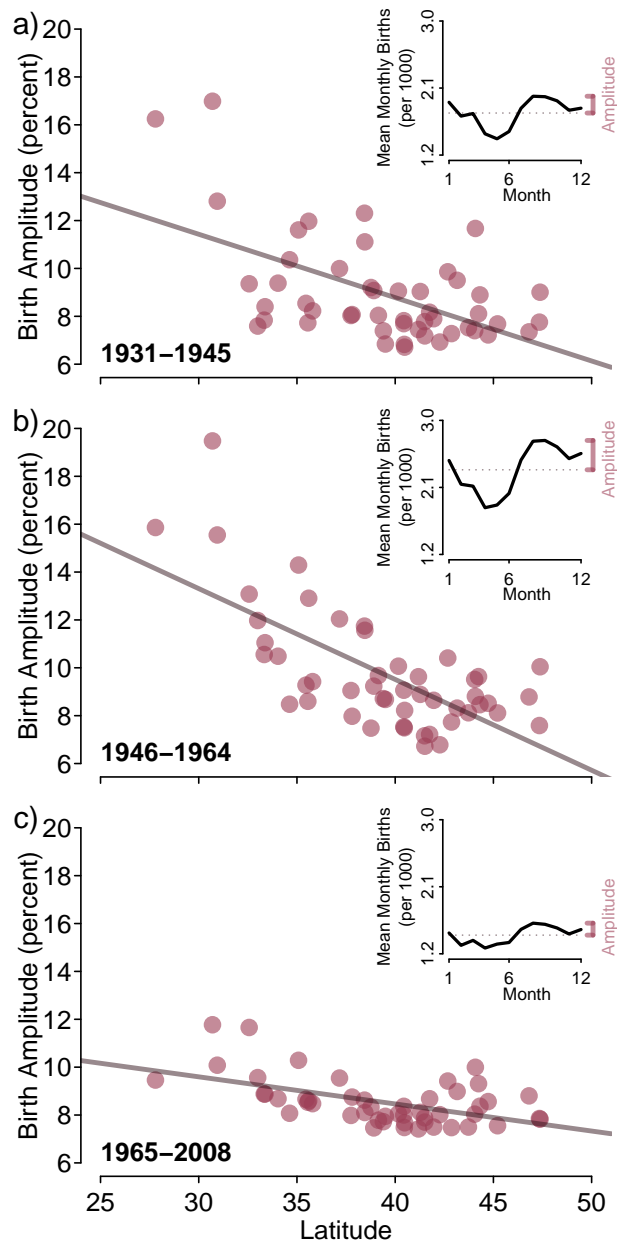 a)
20
18
16
14
12
10
8
6
Birth Amplitude (percent)
1931–1945
Mean Monthly Births
(per 1000)
3.0
2.1
1.2
1
6
12
Month
Amplitude
b)
20
18
16
14
12
10
8
6
Birth Amplitude (percent)
1946–1964
Mean Monthly Births
(per 1000)
3.0
2.1
1.2
1
6
12
Month
Amplitude
c)
20
18
16
14
12
10
8
6
Birth Amplitude (percent)
1965–2008
Mean Monthly Births
(per 1000)
3.0
2.1
1.2
1
6
12
Month
Amplitude
25 30 35 40 45 50
Latitude